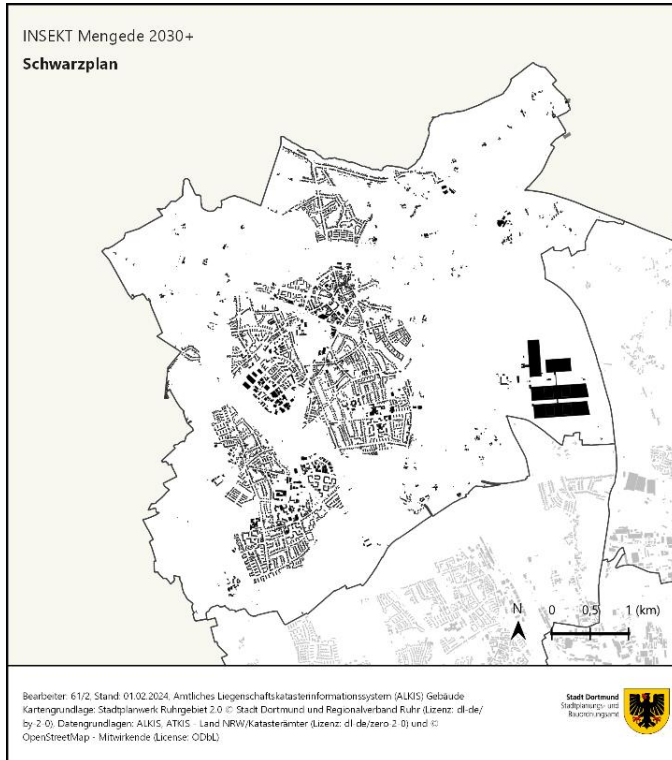 INSEKT Mengede 2030+
Schwarzplan
N 0 0,5 1 (km)
Bearbeiter: 61/2, Stand: 01.02.2024, Amtliches Liegenschaftskatasterinformationssystem (ALKIS) Gebäude
Kartengrundlage: Stadtplanwerk Ruhrgebiet 2.0 © Stadt Dortmund und Regionalverband Ruhr (Lizenz: dl-de/
by-2-0). Datengrundlagen: ALKIS, ATKIS - Land NRW/Katasterämter (Lizenz: dl-de/zero-2-0) und ©
OpenStreetMap - Mitwirkende (License: ODbL)
Stadt Dortmund
Stadtplanungs- und
Bauordnungsamt